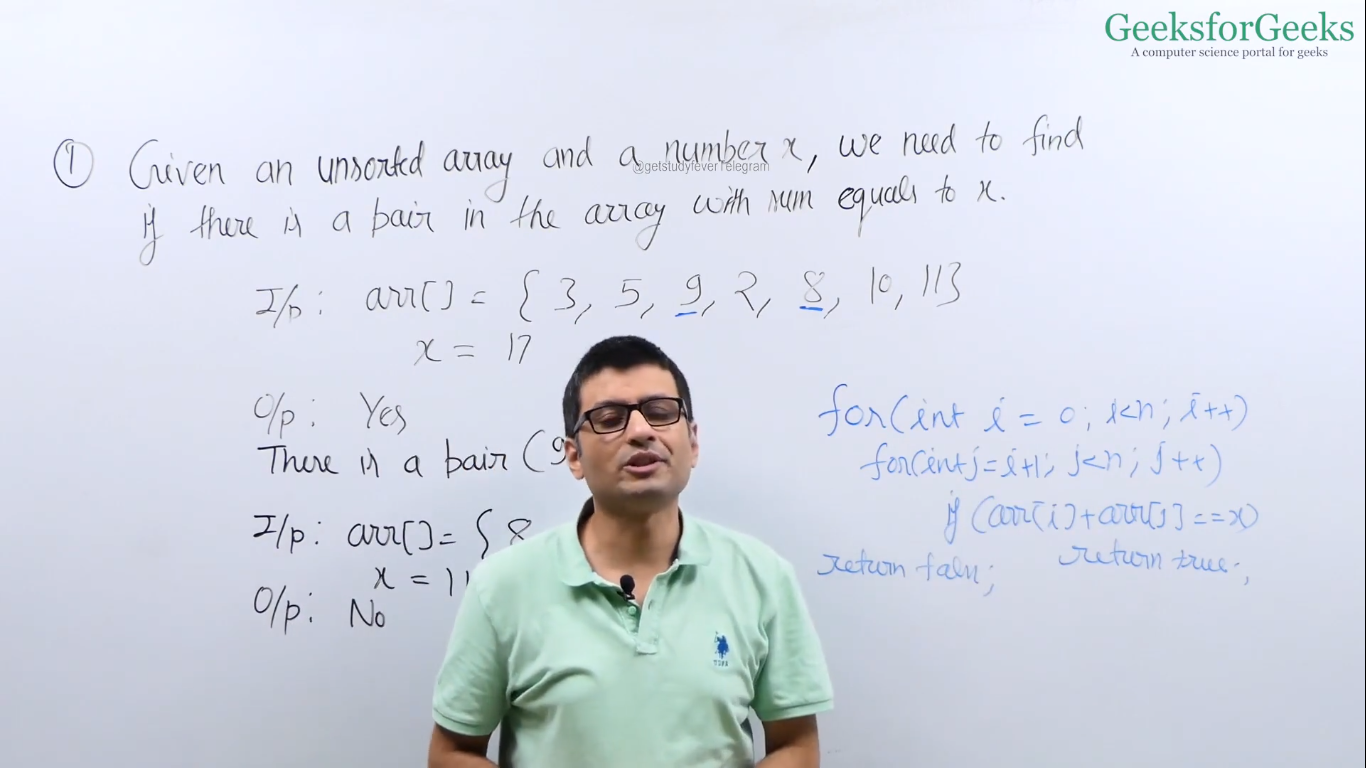 GeeksforGeeks
A computer science portal for geeks
1 Given an unsorted array and a number x, we need to find
@getstudyfeverTelegram
if there is a pair in the array with sum equals to x.
I/p: arr[] = {3, 5, 9, 2, 8, 10, 11}
x = 17
O/p: Yes
There is a pair (9
I/p: arr[] = { 8
x = 11
O/p: No
for(int i = 0; i<n; i++)
for(int j=i+1; j<n; j++)
if (arr[i]+arr[j]==x)
return true;
return false;
USPA